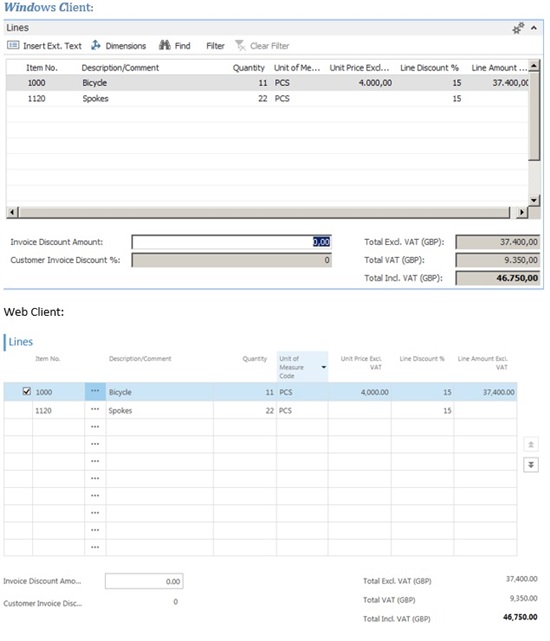 Windows Client:
Lines
Insert Ext. Text Dimensions Find Filter Clear Filter
Item No. Description/Comment Quantity Unit of Me... Unit Price Excl... Line Discount % Line Amount ...
1000 Bicycle 11 PCS 4.000,00 15 37.400,00
1120 Spokes 22 PCS 15
Invoice Discount Amount: 0,00 Total Excl. VAT (GBP): 37.400,00
Customer Invoice Discount %: 0 Total VAT (GBP): 9.350,00
Total Incl. VAT (GBP): 46.750,00
Web Client:
Lines
Item No. Description/Comment Quantity Unit of Measure Code Unit Price Excl. VAT Line Discount % Line Amount Excl. VAT
1000 ... Bicycle 11 PCS 4,000.00 15 37,400.00
1120 ... Spokes 22 PCS 15
...
...
...
...
...
...
...
Invoice Discount Amo... 0.00 Total Excl. VAT (GBP) 37,400.00
Customer Invoice Disc... 0 Total VAT (GBP) 9,350.00
Total Incl. VAT (GBP) 46,750.00